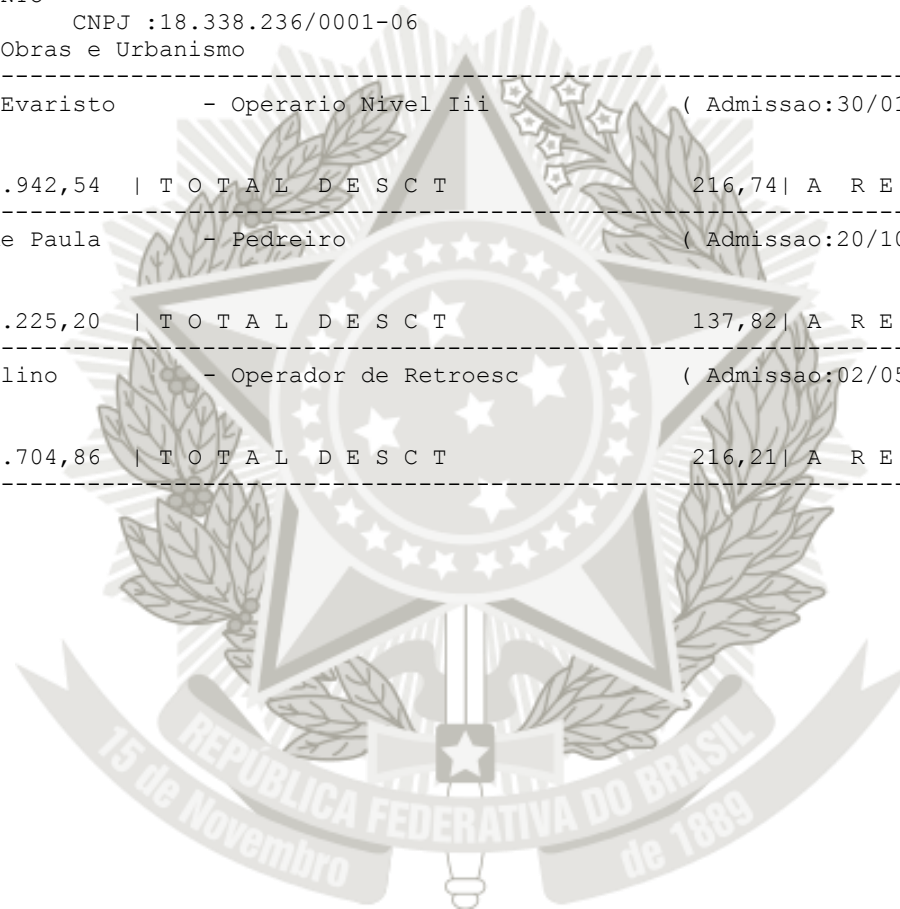 CNPJ :18.338.236/0001-06
Obras e Urbanismo
--------------------------------------------------------------
Evaristo - Operario Nivel Iii ( Admissao:30/01
.942,54 | T O T A L D E S C T 216,74| A R E
--------------------------------------------------------------
e Paula - Pedreiro ( Admissao:20/10
.225,20 | T O T A L D E S C T 137,82| A R E
--------------------------------------------------------------
lino - Operador de Retroesc ( Admissao:02/05
.704,86 | T O T A L D E S C T 216,21| A R E
--------------------------------------------------------------
REPÚBLICA FEDERATIVA DO BRASIL
15 de Novembro de 1889